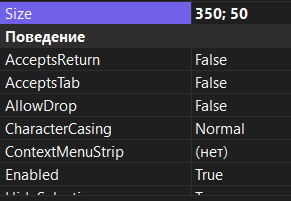 Size 350; 50
Поведение
AcceptsReturn False
AcceptsTab False
AllowDrop False
CharacterCasing Normal
ContextMenuStrip (нет)
Enabled True